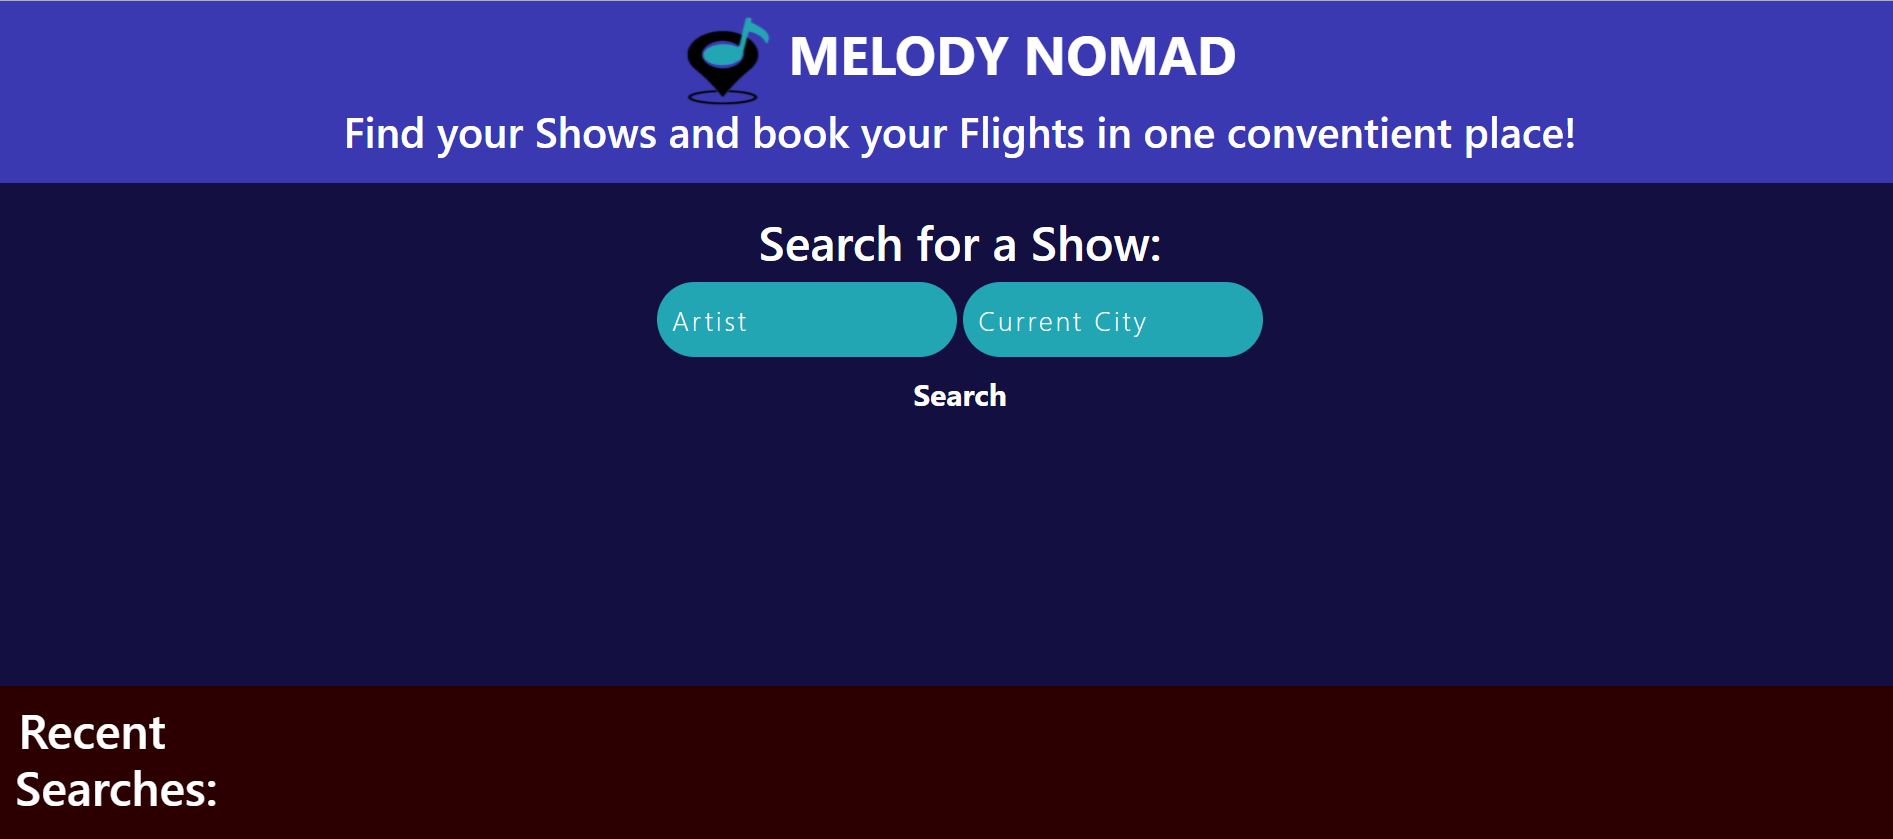 MELODY NOMAD
Find your Shows and book your Flights in one conventient place!
Search for a Show:
Artist
Current City
Search
Recent
Searches: